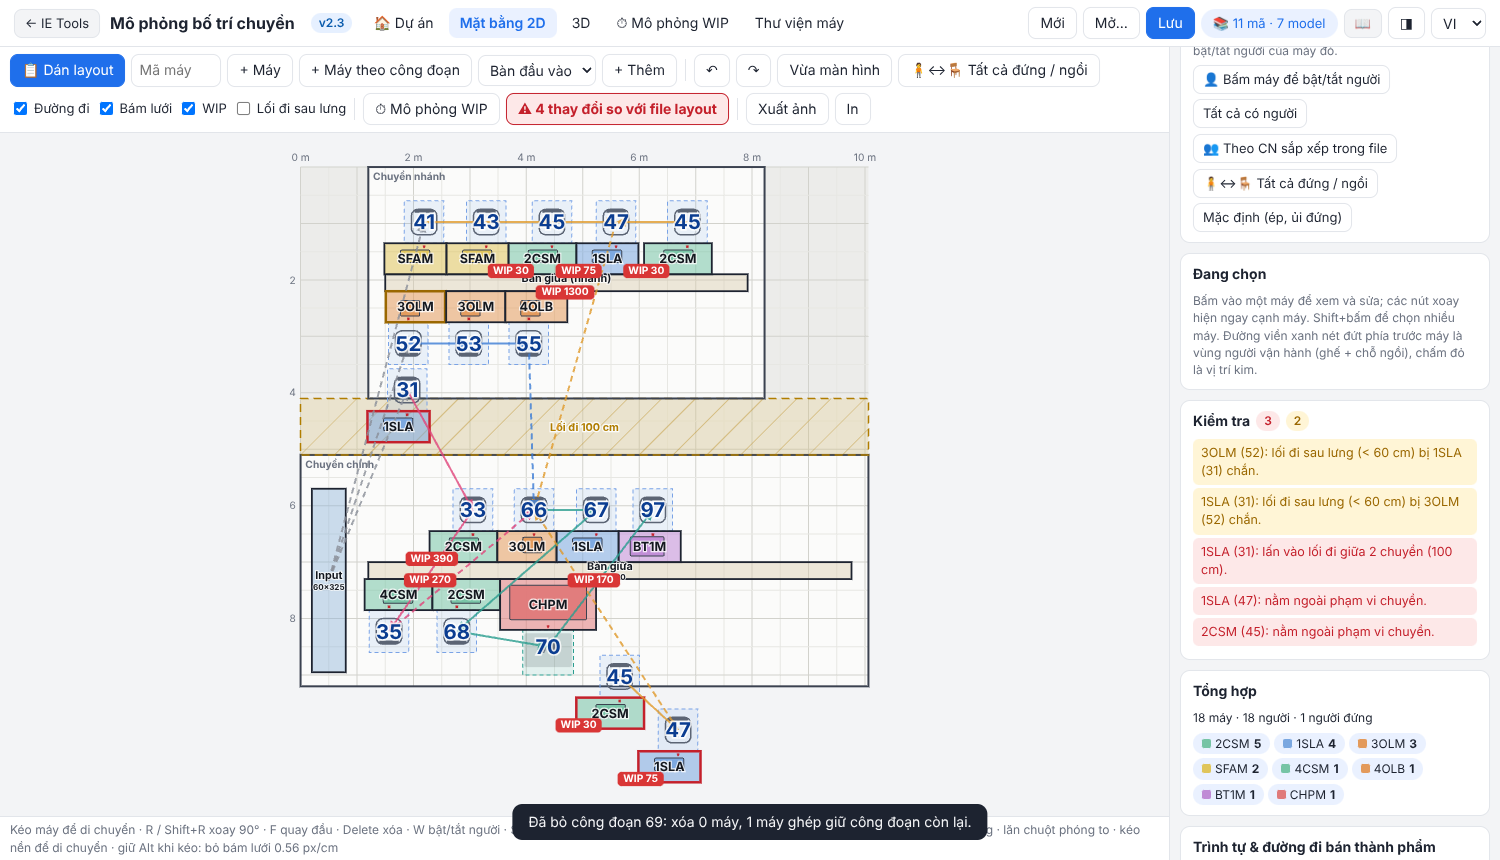 ← IE Tools
Mô phỏng bố trí chuyền
v2.3
Dự án
Mặt bằng 2D
3D
Mô phỏng WIP
Thư viện máy
Mới
Mở...
Lưu
11 mã · 7 model
VI
Dán layout
Mã máy
+ Máy
+ Máy theo công đoạn
Bàn đầu vào
+ Thêm
↶
↷
Vừa màn hình
↔ Tất cả đứng / ngồi
Đường đi
Bám lưới
WIP
Lối đi sau lưng
Mô phỏng WIP
⚠ 4 thay đổi so với file layout
Xuất ảnh
In
0 m
2 m
4 m
6 m
8 m
10 m
Chuyền nhánh
41
43
45
47
45
SFAM
SFAM
2CSM
1SLA
2CSM
WIP 30
WIP 75
WIP 30
2
Bàn giữa (nhánh)
WIP 1300
3OLM
3OLM
4OLB
52
53
55
31
4
1SLA
Lối đi 100 cm
Chuyền chính
33
66
67
97
6
2CSM
3OLM
1SLA
BT1M
WIP 390
Bàn giữa
Input
60×325
WIP 270
WIP 170
4CSM
2CSM
CHPM
8
35
68
70
45
2CSM
WIP 30
47
1SLA
WIP 75
bật/tắt người của máy đó.
Bấm máy để bật/tắt người
Tất cả có người
Theo CN sắp xếp trong file
↔ Tất cả đứng / ngồi
Mặc định (ép, ủi đứng)
Đang chọn
Bấm vào một máy để xem và sửa; các nút xoay
hiện ngay cạnh máy. Shift+bấm để chọn nhiều
máy. Đường viền xanh nét đứt phía trước máy là
vùng người vận hành (ghế + chỗ ngồi), chấm đỏ
là vị trí kim.
Kiểm tra 3 2
3OLM (52): lối đi sau lưng (< 60 cm) bị 1SLA
(31) chắn.
1SLA (31): lối đi sau lưng (< 60 cm) bị 3OLM
(52) chắn.
1SLA (31): lấn vào lối đi giữa 2 chuyền (100
cm).
1SLA (47): nằm ngoài phạm vi chuyền.
2CSM (45): nằm ngoài phạm vi chuyền.
Tổng hợp
18 máy · 18 người · 1 người đứng
2CSM 5
1SLA 4
3OLM 3
SFAM 2
4CSM 1
4OLB 1
BT1M 1
CHPM 1
Trình tự & đường đi bán thành phẩm
Kéo máy để di chuyển · R / Shift+R xoay 90° · F quay đầu · Delete xóa · W bật/tắt người ·
· lăn chuột phóng to · kéo
nền để di chuyển · giữ Alt khi kéo: bỏ bám lưới 0.56 px/cm
Đã bỏ công đoạn 69: xóa 0 máy, 1 máy ghép giữ công đoạn còn lại.